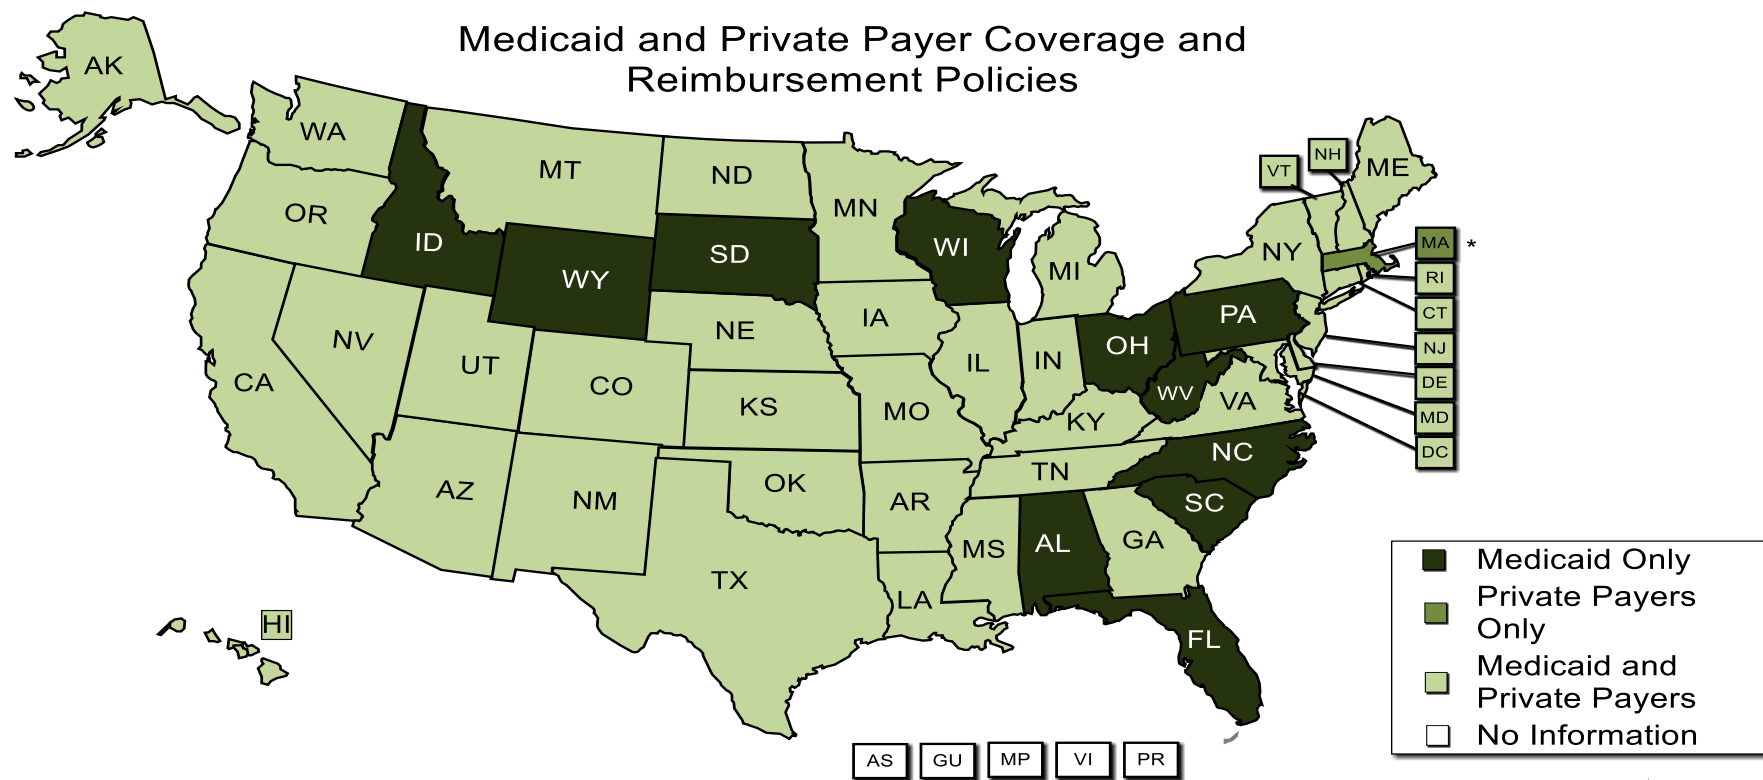 Medicaid and Private Payer Coverage and
Reimbursement Policies
AK
WA
MT
ND
MN
OR
ID
WY
SD
WI
MI
NY
VT
NH
ME
MA *
RI
CT
NJ
DE
MD
DC
NV
UT
CA
CO
NE
IA
KS
MO
IL
IN
OH
PA
WV
VA
KY
NC
TN
SC
AZ
NM
OK
AR
MS
AL
GA
TX
LA
FL
HI
Medicaid Only
Private Payers
Only
Medicaid and
Private Payers
No Information
AS
GU
MP
VI
PR